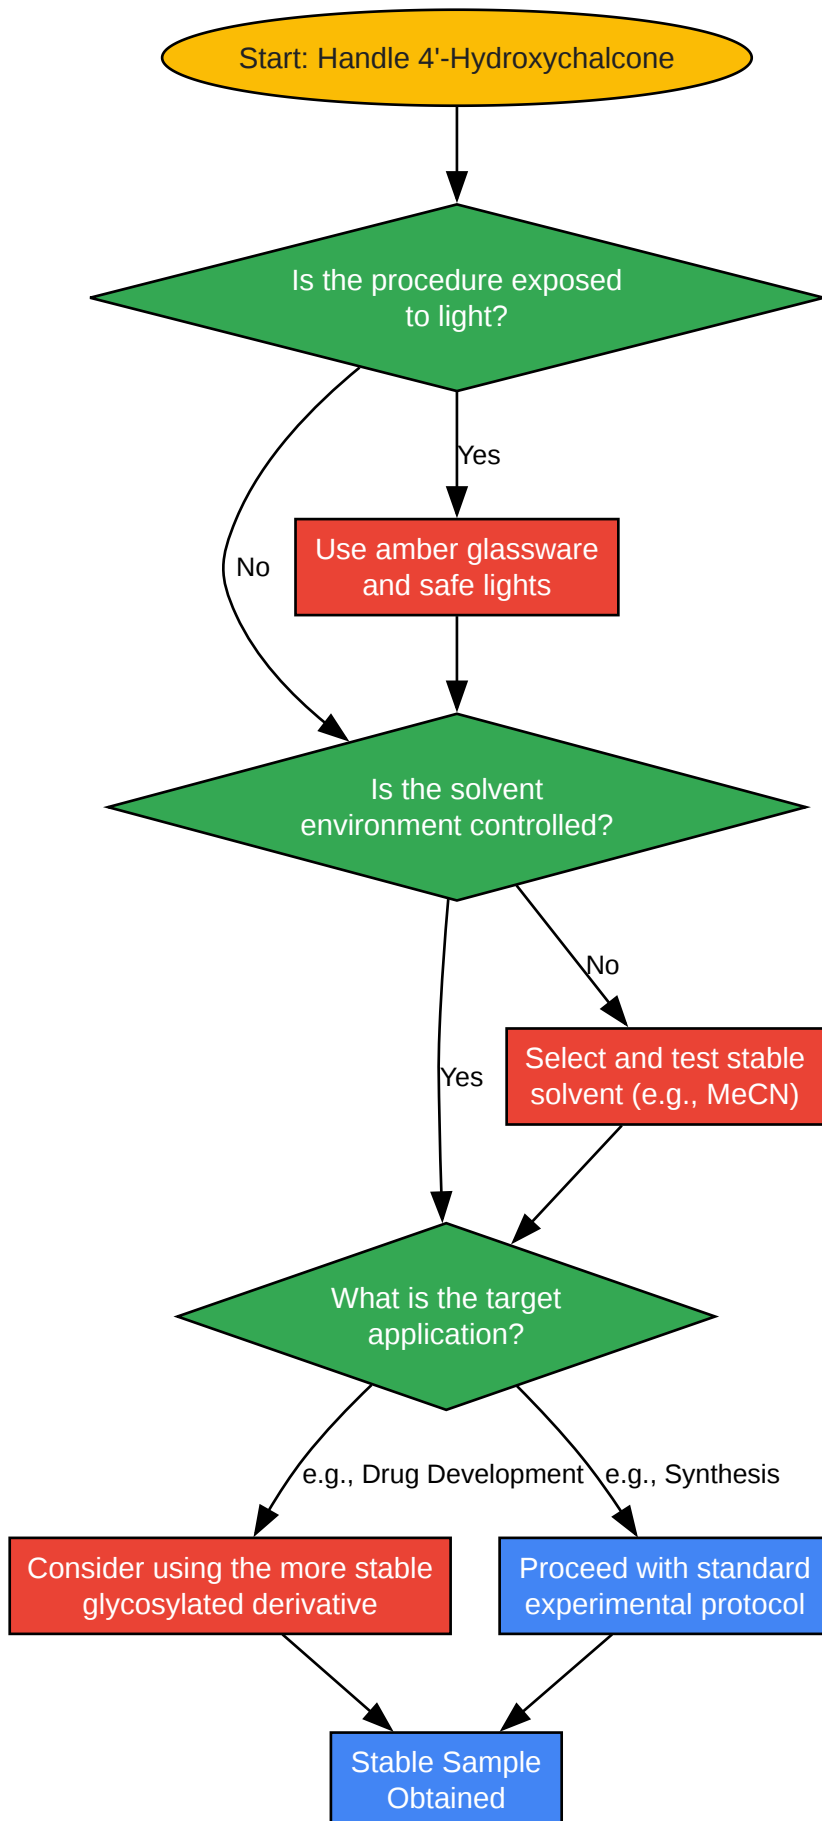 Start: Handle 4'-Hydroxychalcone
Is the procedure exposed
to light?
Yes
No
Use amber glassware
and safe lights
Is the solvent
environment controlled?
No
Yes
Select and test stable
solvent (e.g., MeCN)
What is the target
application?
e.g., Drug Development
e.g., Synthesis
Consider using the more stable
glycosylated derivative
Proceed with standard
experimental protocol
Stable Sample
Obtained